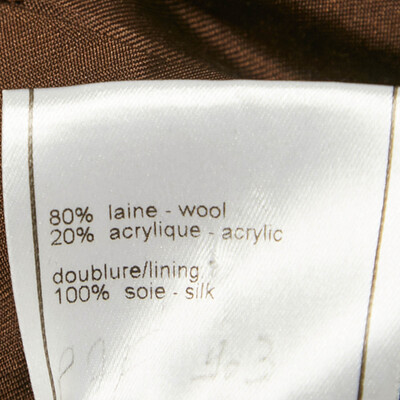 80% laine - wool
20% acrylique - acrylic
doublure/lining
100% soie - silk